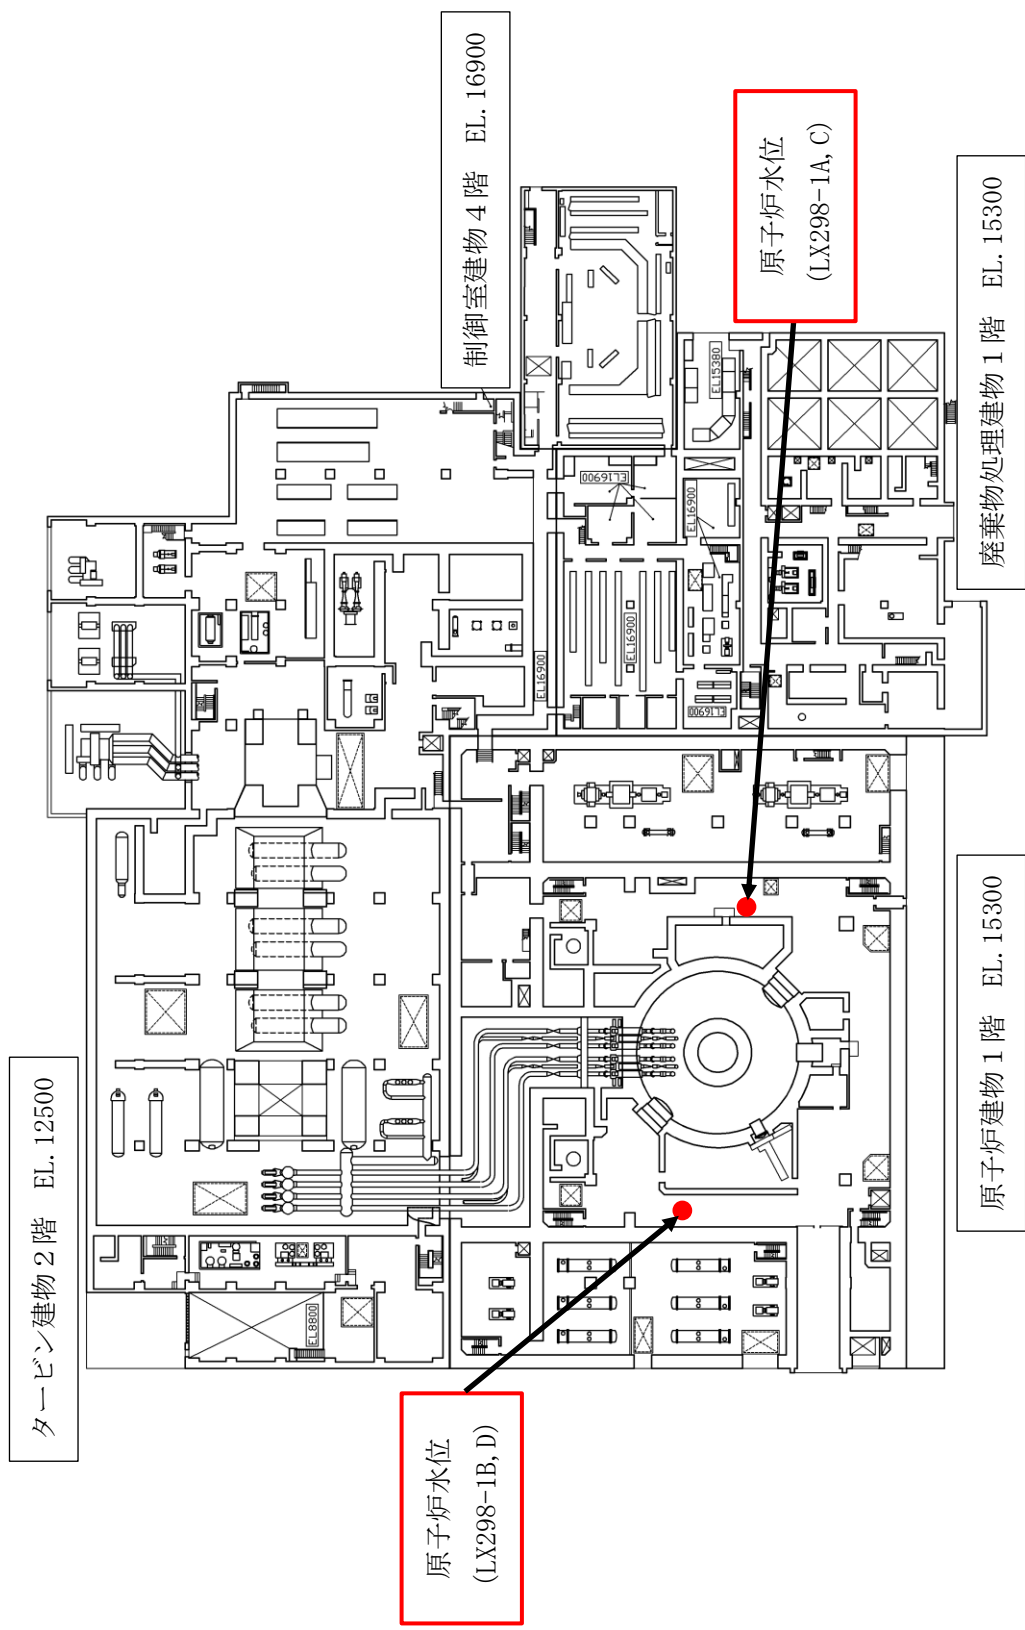 タービン建物2階　EL. 12500
制御室建物4階　EL. 16900
原子炉水位
(LX298-1B, D)
原子炉水位
(LX298-1A, C)
原子炉建物1階　EL. 15300
廃棄物処理建物1階　EL. 15300
EL8800
EL16900
EL16900
EL16900
EL16900
EL16900
EL15380